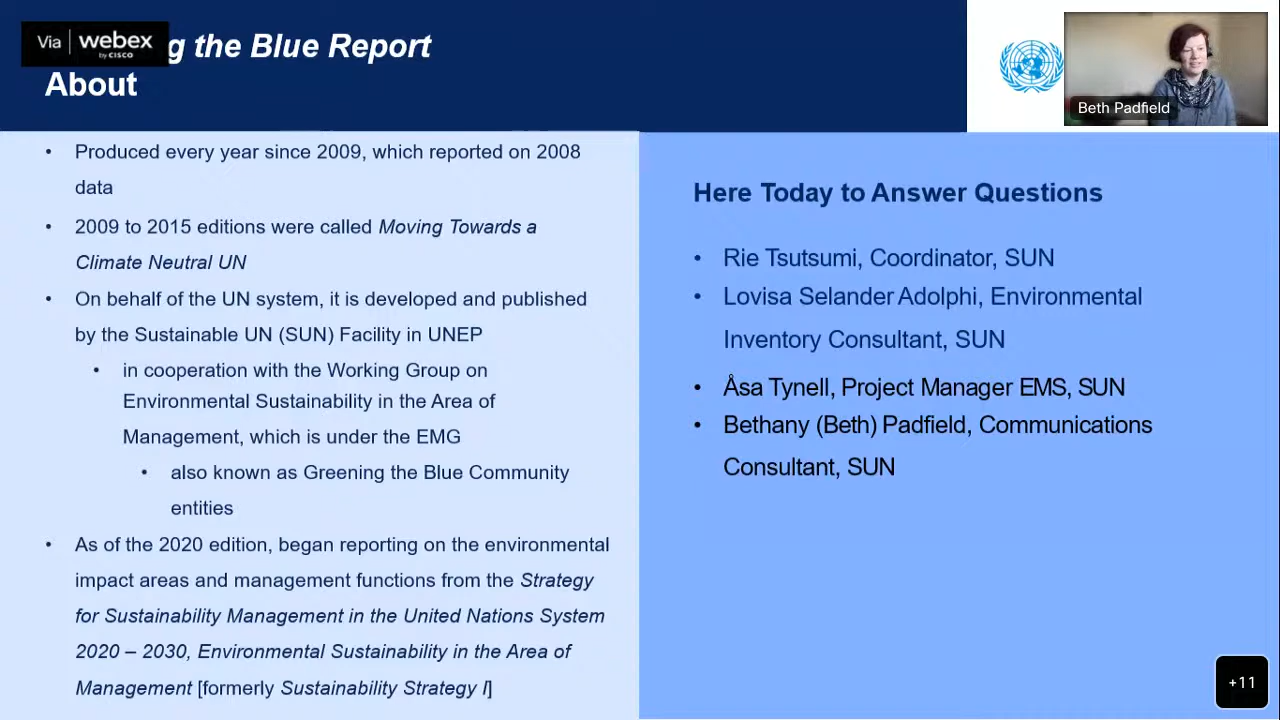 Via webex
by CISCO
g the Blue Report
About
Beth Padfield
• Produced every year since 2009, which reported on 2008
data
• 2009 to 2015 editions were called Moving Towards a
Climate Neutral UN
• On behalf of the UN system, it is developed and published
by the Sustainable UN (SUN) Facility in UNEP
• in cooperation with the Working Group on
Environmental Sustainability in the Area of
Management, which is under the EMG
• also known as Greening the Blue Community
entities
• As of the 2020 edition, began reporting on the environmental
impact areas and management functions from the Strategy
for Sustainability Management in the United Nations System
2020 – 2030, Environmental Sustainability in the Area of
Management [formerly Sustainability Strategy I]
Here Today to Answer Questions
• Rie Tsutsumi, Coordinator, SUN
• Lovisa Selander Adolphi, Environmental
Inventory Consultant, SUN
• Åsa Tynell, Project Manager EMS, SUN
• Bethany (Beth) Padfield, Communications
Consultant, SUN
+11